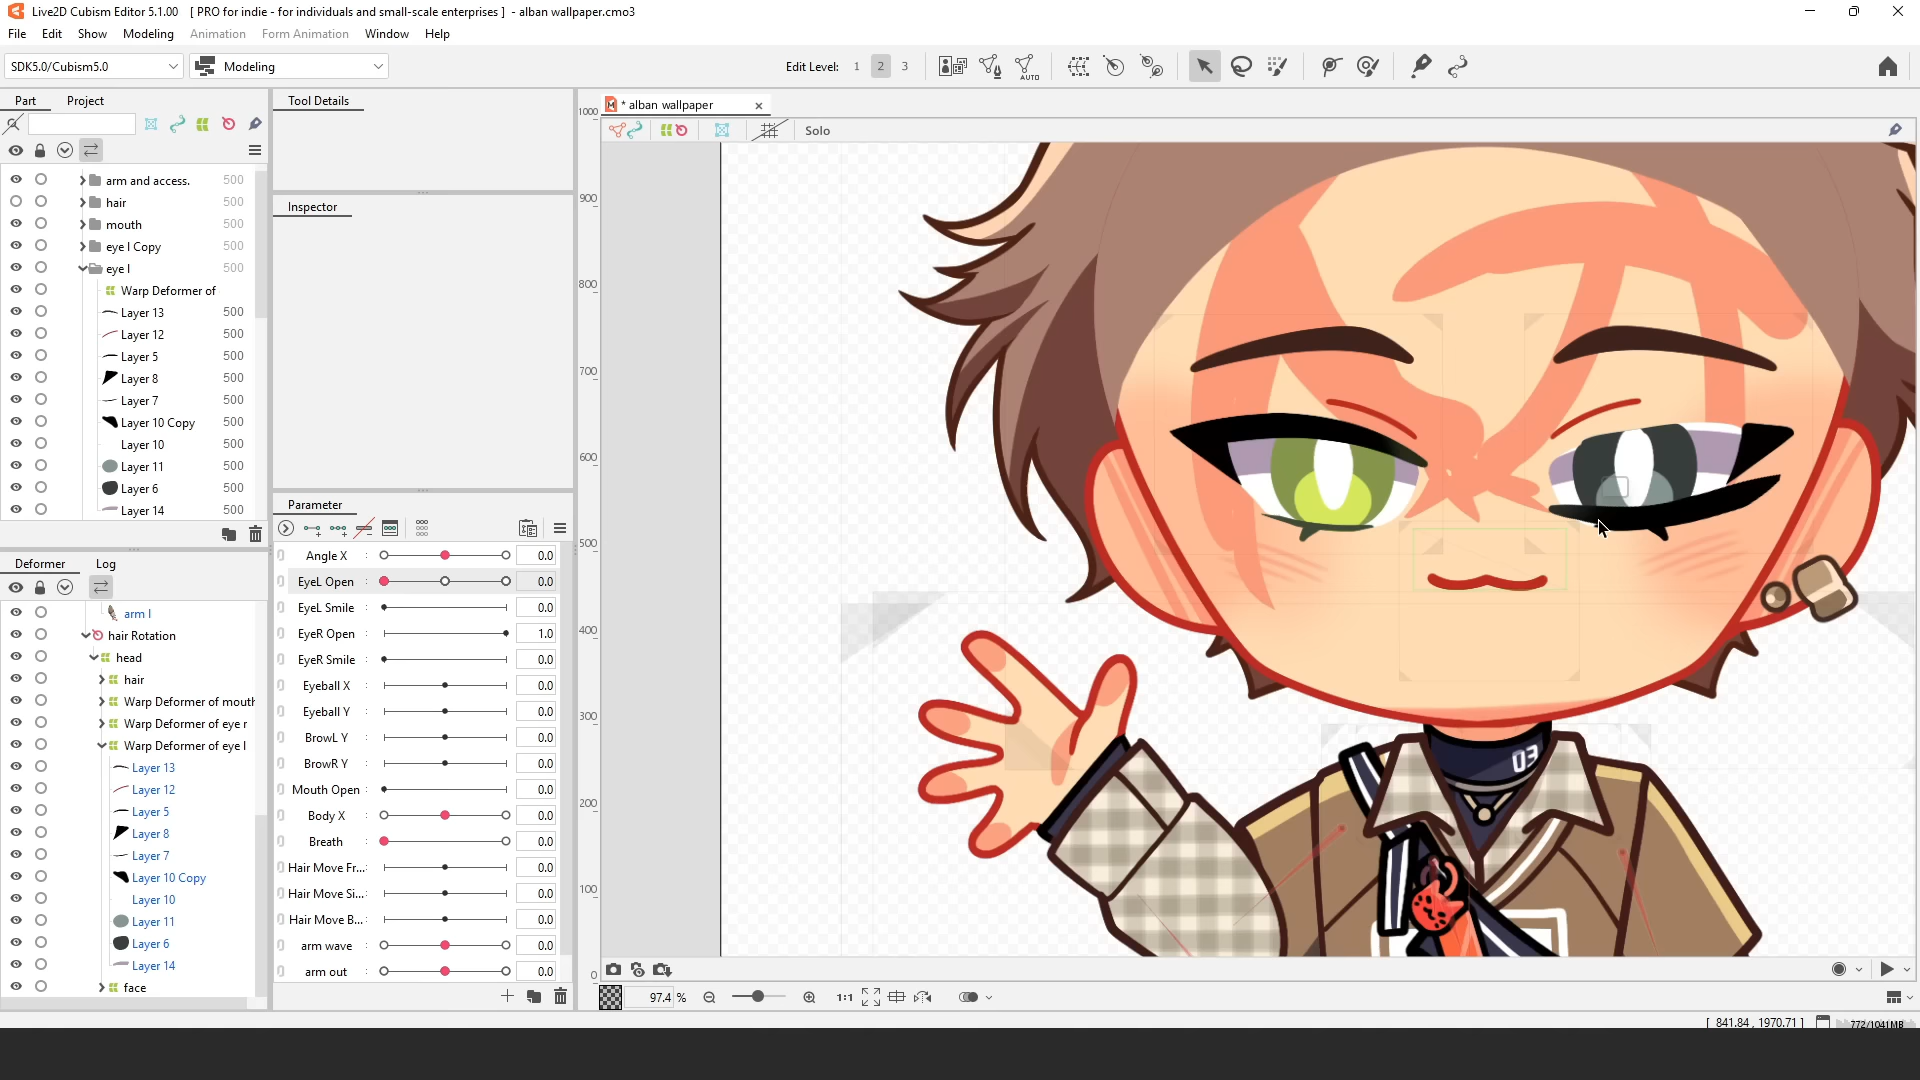 Live2D Cubism Editor 5.1.00 [ PRO for indie - for individuals and small-scale enterprises ] - alban wallpaper.cmo3
File Edit Show Modeling Animation Form Animation Window Help
SDK5.0/Cubism5.0 Modeling Edit Level: 1 2 3 AUTO
Part Project
Tool Details
* alban wallpaper
Solo
arm and access. 500
hair 500
mouth 500
eye l Copy 500
eye l 500
Warp Deformer of
Layer 13 500
Layer 12 500
Layer 5 500
Layer 8 500
Layer 7 500
Layer 10 Copy 500
Layer 10 500
Layer 11 500
Layer 6 500
Layer 14 500
Inspector
Parameter
Angle X : 0.0
EyeL Open : 0.0
EyeL Smile : 0.0
EyeR Open : 1.0
EyeR Smile : 0.0
Eyeball X : 0.0
Eyeball Y : 0.0
BrowL Y : 0.0
BrowR Y : 0.0
Mouth Open : 0.0
Body X : 0.0
Breath : 0.0
Hair Move Fr... : 0.0
Hair Move Si... : 0.0
Hair Move B... : 0.0
arm wave : 0.0
arm out : 0.0
Deformer Log
arm l
hair Rotation
head
hair
Warp Deformer of mouth
Warp Deformer of eye r
Warp Deformer of eye l
Layer 13
Layer 12
Layer 5
Layer 8
Layer 7
Layer 10 Copy
Layer 10
Layer 11
Layer 6
Layer 14
face
1000
900
800
700
600
500
400
300
200
100
0
03
97.4 % 1:1
[ 841.84 , 1970.71 ] 772/1041MB